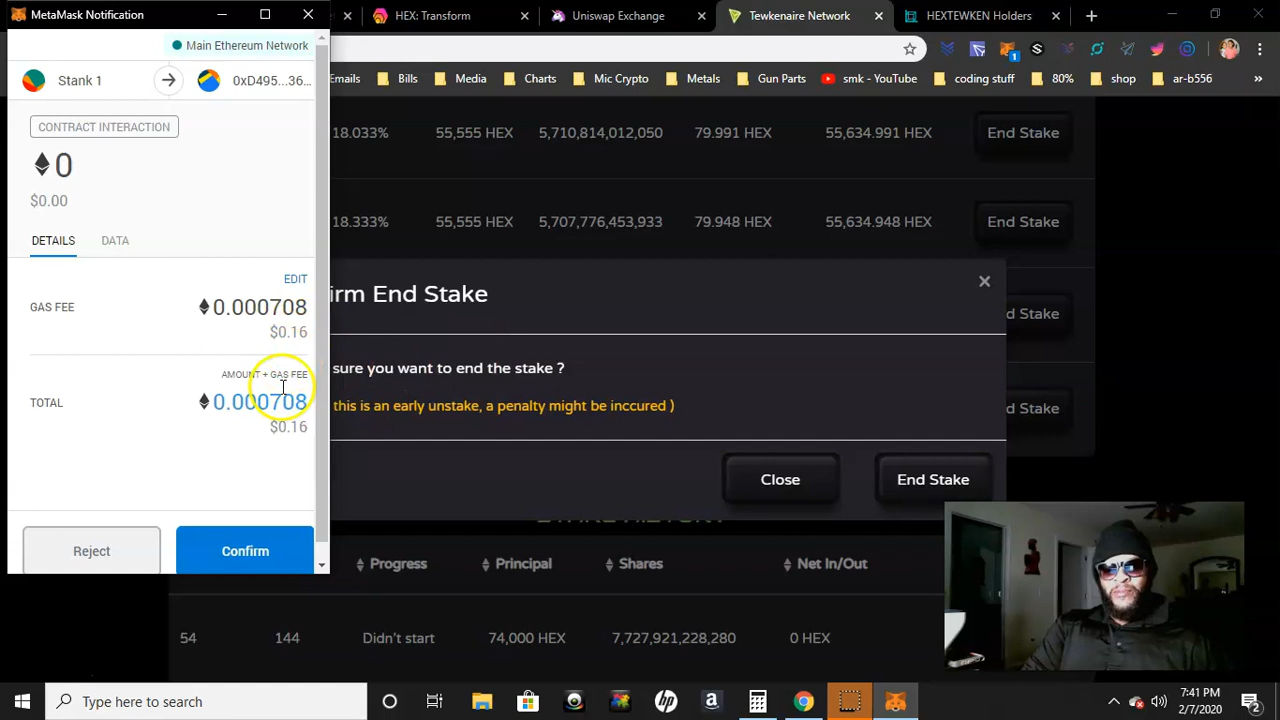 MetaMask Notification
HEX: Transform
Uniswap Exchange
Tewkenaire Network
HEXTEWKEN Holders
Main Ethereum Network
Stank 1
0xD495...36...
Emails
Bills
Media
Charts
Mic Crypto
Metals
Gun Parts
smk - YouTube
coding stuff
80%
shop
ar-b556
1
CONTRACT INTERACTION
0
$0.00
DETAILS
DATA
EDIT
GAS FEE
0.000708
$0.16
AMOUNT + GAS FEE
TOTAL
0.000708
$0.16
Reject
Confirm
18.033% 55,555 HEX 5,710,814,012,050 79.991 HEX 55,634.991 HEX End Stake
18.333% 55,555 HEX 5,707,776,453,933 79.948 HEX 55,634.948 HEX End Stake
d Stake
d Stake
irm End Stake
sure you want to end the stake ?
this is an early unstake, a penalty might be inccured )
Close
End Stake
Progress Principal Shares Net In/Out
54 144 Didn't start 74,000 HEX 7,727,921,228,280 0 HEX
Type here to search
7:41 PM
2/7/2020
2